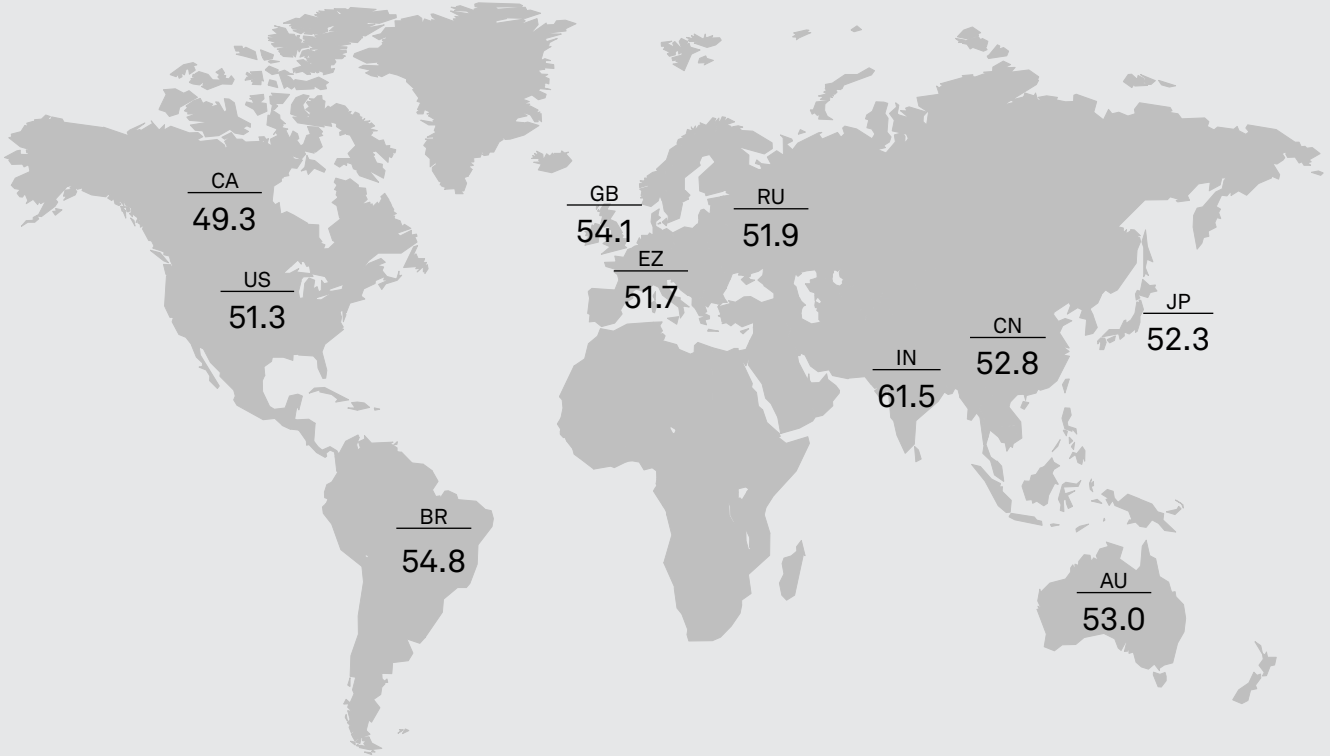 CA
49.3
US
51.3
BR
54.8
GB
54.1
EZ
51.7
RU
51.9
IN
61.5
CN
52.8
JP
52.3
AU
53.0